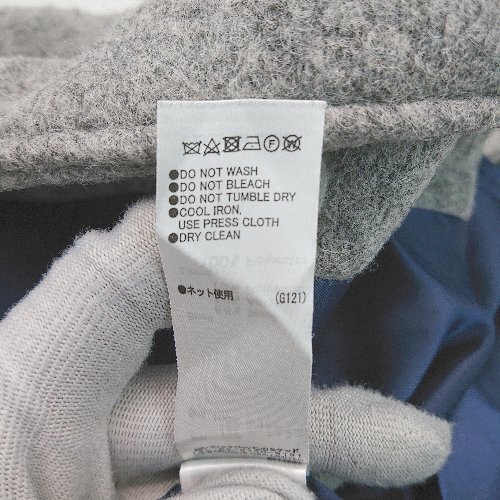 ●DO NOT WASH
●DO NOT BLEACH
●DO NOT TUMBLE DRY
●COOL IRON,
USE PRESS CLOTH
●DRY CLEAN
●ネット使用 (G121)